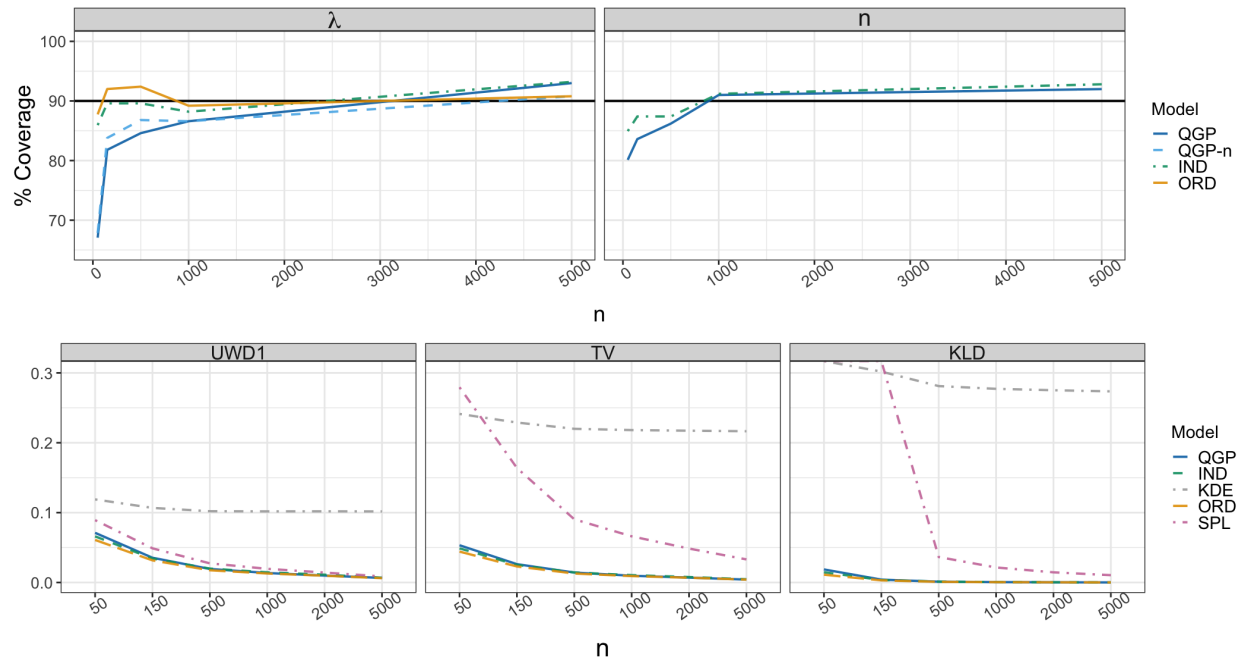 λ n
% Coverage
100
90
80
70
0 1000 2000 3000 4000 5000 0 1000 2000 3000 4000 5000
n
Model
QGP
QGP-n
IND
ORD
UWD1 TV KLD
0.3
0.2
0.1
0.0
50 150 500 1000 2000 5000 50 150 500 1000 2000 5000 50 150 500 1000 2000 5000
n
Model
QGP
IND
KDE
ORD
SPL